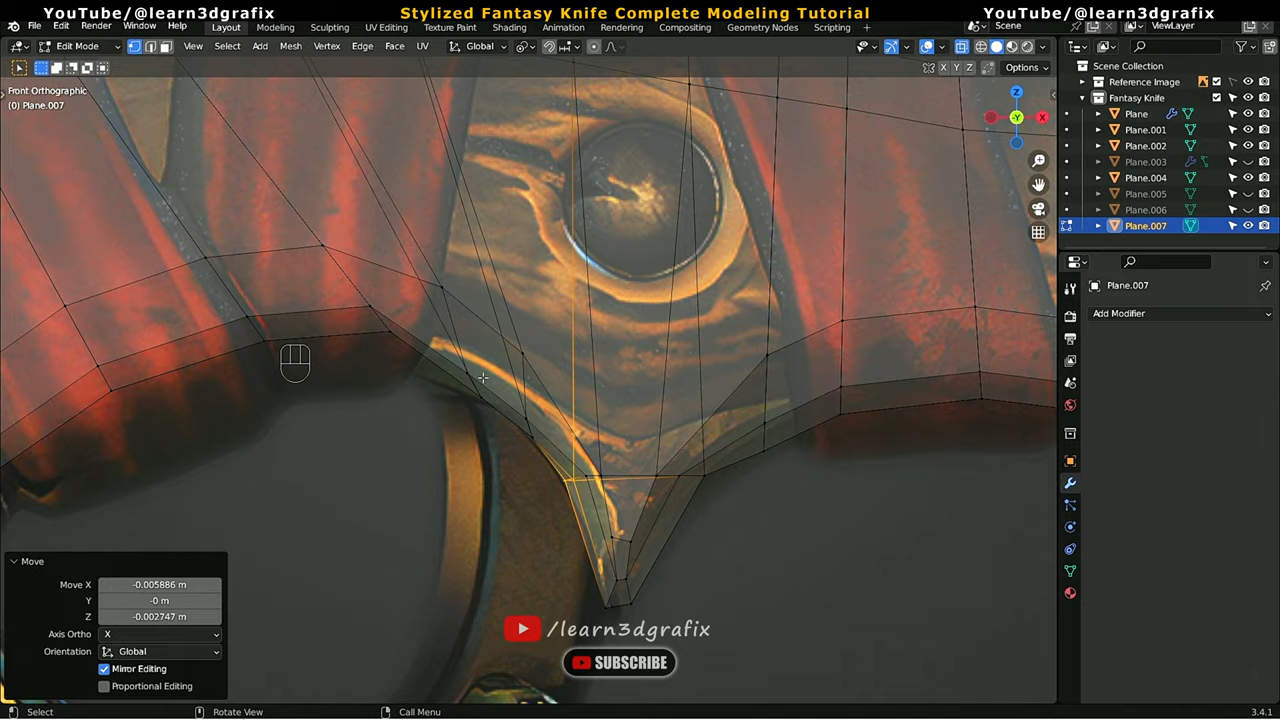 YouTube/@learn3dgrafix
Stylized Fantasy Knife Complete Modeling Tutorial
YouTube/@learn3dgrafix
File Edit Render Window Help
Layout Modeling Sculpting UV Editing Texture Paint Shading Animation Rendering Compositing Geometry Nodes Scripting +
Scene
ViewLayer
Edit Mode View Select Add Mesh Vertex Edge Face UV Global
X Y Z Options
Front Orthographic
(0) Plane.007
Z
X
-Y
Scene Collection
Reference Image
Fantasy Knife
Plane
Plane.001
Plane.002
Plane.003
Plane.004
Plane.005
Plane.006
Plane.007
Plane.007
Add Modifier
Move
Move X -0.005886 m
Y -0 m
Z -0.002747 m
Axis Ortho X
Orientation Global
Mirror Editing
Proportional Editing
/learn3dgrafix
SUBSCRIBE
Select Rotate View Call Menu 3.4.1